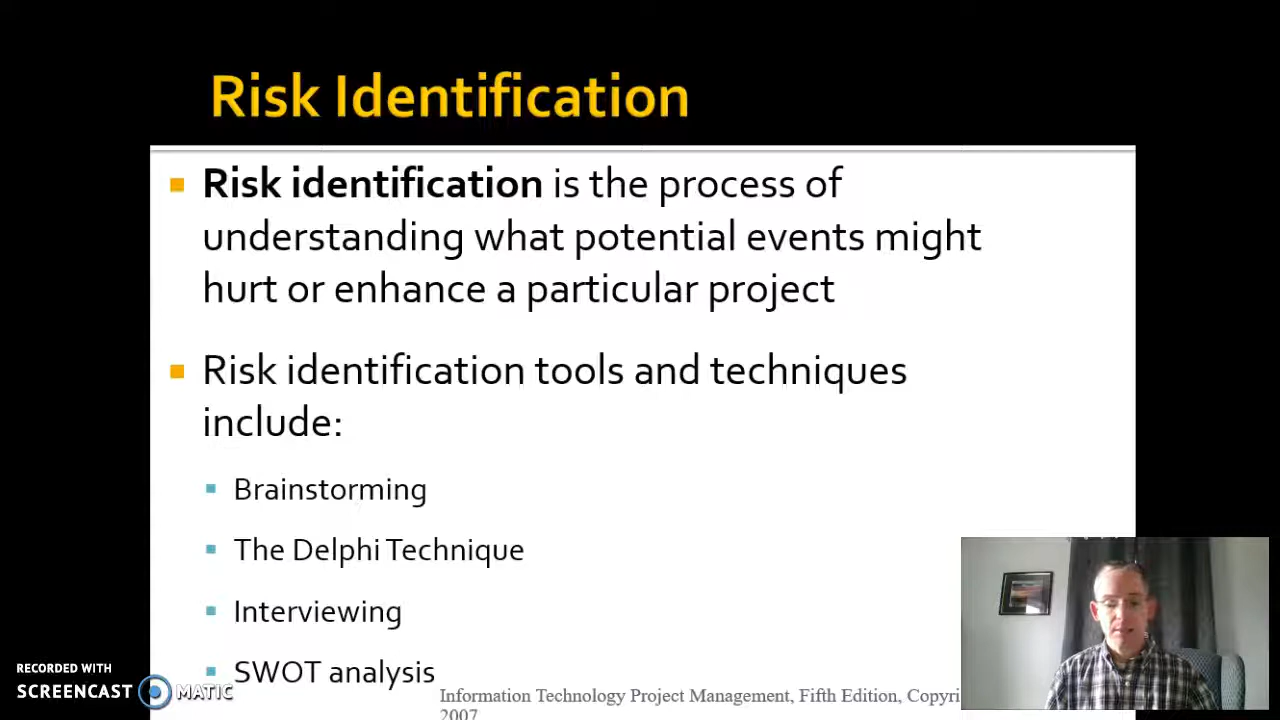 Risk Identification
Risk identification is the process of
understanding what potential events might
hurt or enhance a particular project
Risk identification tools and techniques
include:
Brainstorming
The Delphi Technique
Interviewing
SWOT analysis
RECORDED WITH
SCREENCAST MATIC
Information Technology Project Management, Fifth Edition, Copyri
2007